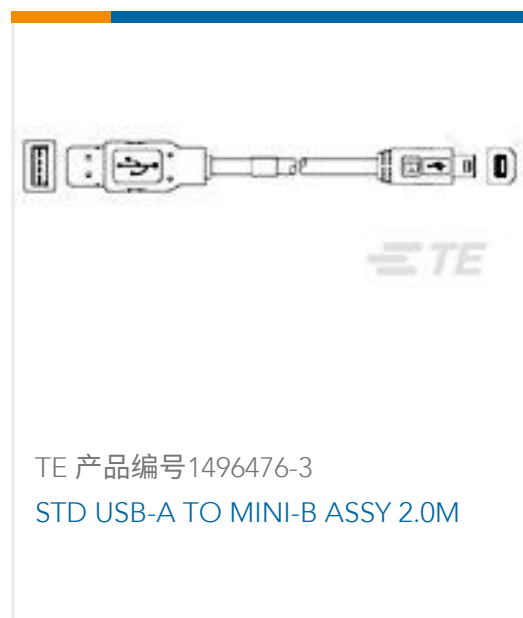 TE
TE 产品编号1496476-3
STD USB-A TO MINI-B ASSY 2.0M